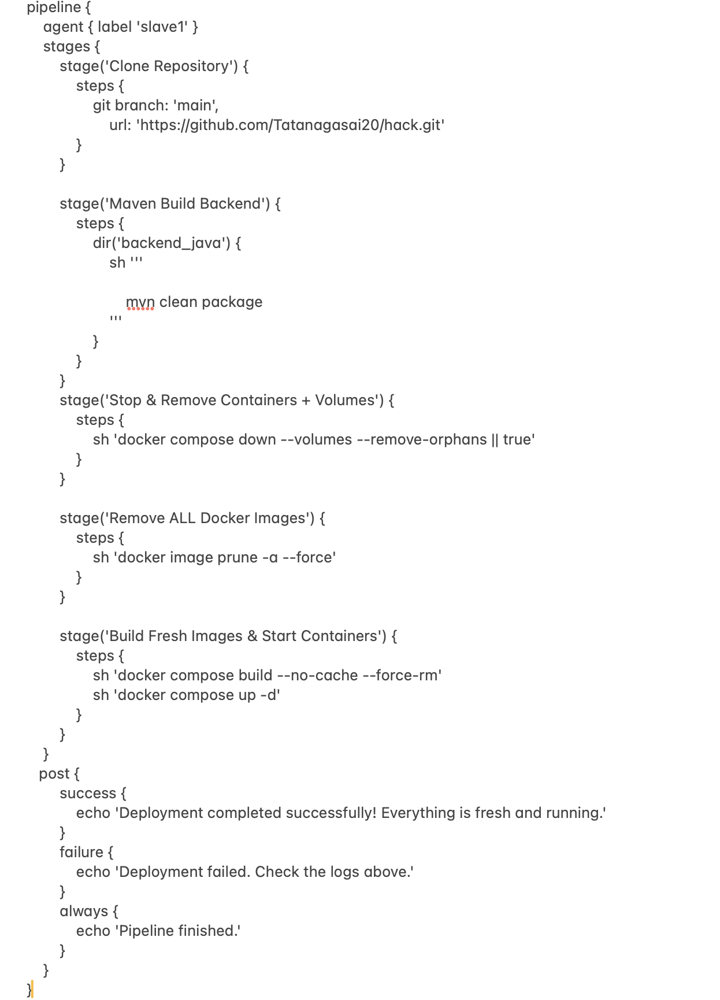 pipeline {
agent { label 'slave1' }
stages {
stage('Clone Repository') {
steps {
git branch: 'main',
url: 'https://github.com/Tatanagasai20/hack.git'
}
}
stage('Maven Build Backend') {
steps {
dir('backend_java') {
sh '''
mvn clean package
'''
}
}
}
stage('Stop & Remove Containers + Volumes') {
steps {
sh 'docker compose down --volumes --remove-orphans || true'
}
}
stage('Remove ALL Docker Images') {
steps {
sh 'docker image prune -a --force'
}
}
stage('Build Fresh Images & Start Containers') {
steps {
sh 'docker compose build --no-cache --force-rm'
sh 'docker compose up -d'
}
}
}
post {
success {
echo 'Deployment completed successfully! Everything is fresh and running.'
}
failure {
echo 'Deployment failed. Check the logs above.'
}
always {
echo 'Pipeline finished.'
}
}
}